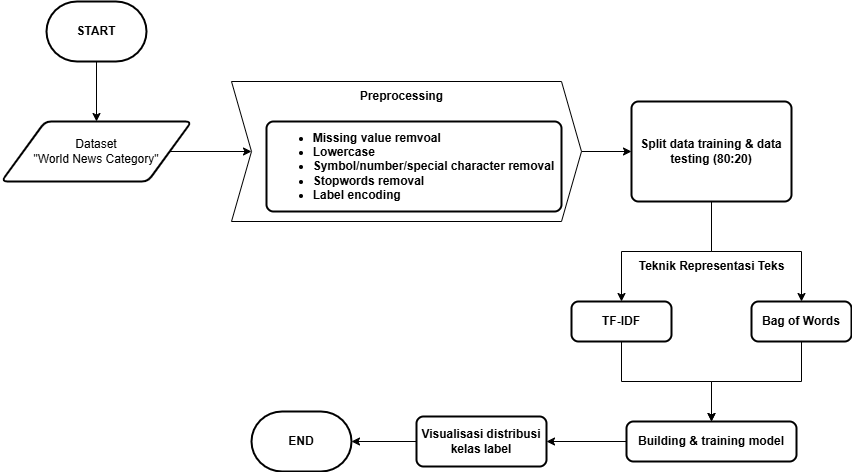 START
Dataset
"World News Category"
Preprocessing
• Missing value remvoal
• Lowercase
• Symbol/number/special character removal
• Stopwords removal
• Label encoding
Split data training & data
testing (80:20)
Teknik Representasi Teks
TF-IDF
Bag of Words
Building & training model
Visualisasi distribusi
kelas label
END